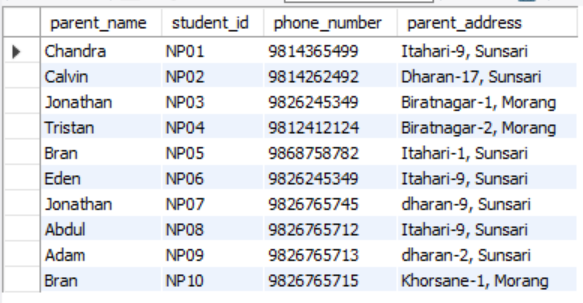 parent_name student_id phone_number parent_address
Chandra NP01 9814365499 Itahari-9, Sunsari
Calvin NP02 9814262492 Dharan-17, Sunsari
Jonathan NP03 9826245349 Biratnagar-1, Morang
Tristan NP04 9812412124 Biratnagar-2, Morang
Bran NP05 9868758782 Itahari-1, Sunsari
Eden NP06 9826245349 Itahari-9, Sunsari
Jonathan NP07 9826765745 dharan-9, Sunsari
Abdul NP08 9826765712 Itahari-9, Sunsari
Adam NP09 9826765713 dharan-2, Sunsari
Bran NP10 9826765715 Khorsane-1, Morang